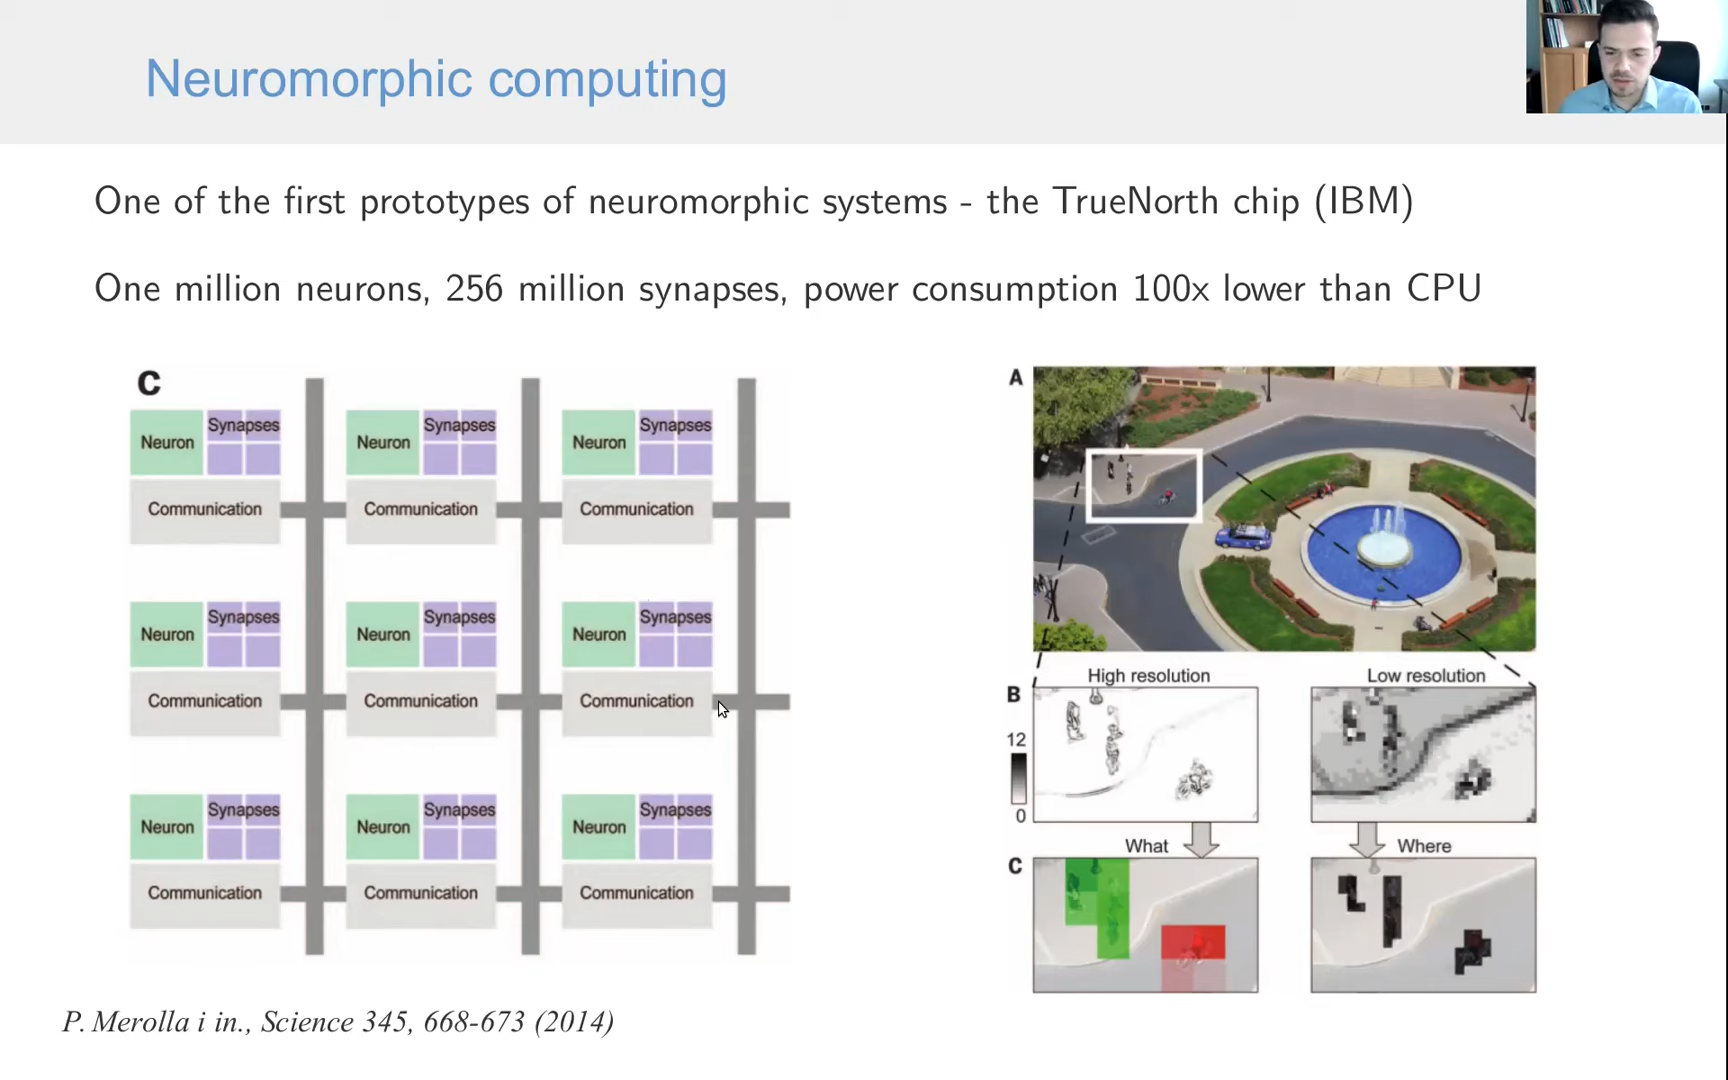 Neuromorphic computing
One of the first prototypes of neuromorphic systems - the TrueNorth chip (IBM)
One million neurons, 256 million synapses, power consumption 100x lower than CPU
C
Neuron Synapses Neuron Synapses Neuron Synapses
Communication Communication Communication
Neuron Synapses Neuron Synapses Neuron Synapses
Communication Communication Communication
Neuron Synapses Neuron Synapses Neuron Synapses
Communication Communication Communication
A
High resolution Low resolution
B
12
0
What Where
C
P. Merolla i in., Science 345, 668-673 (2014)